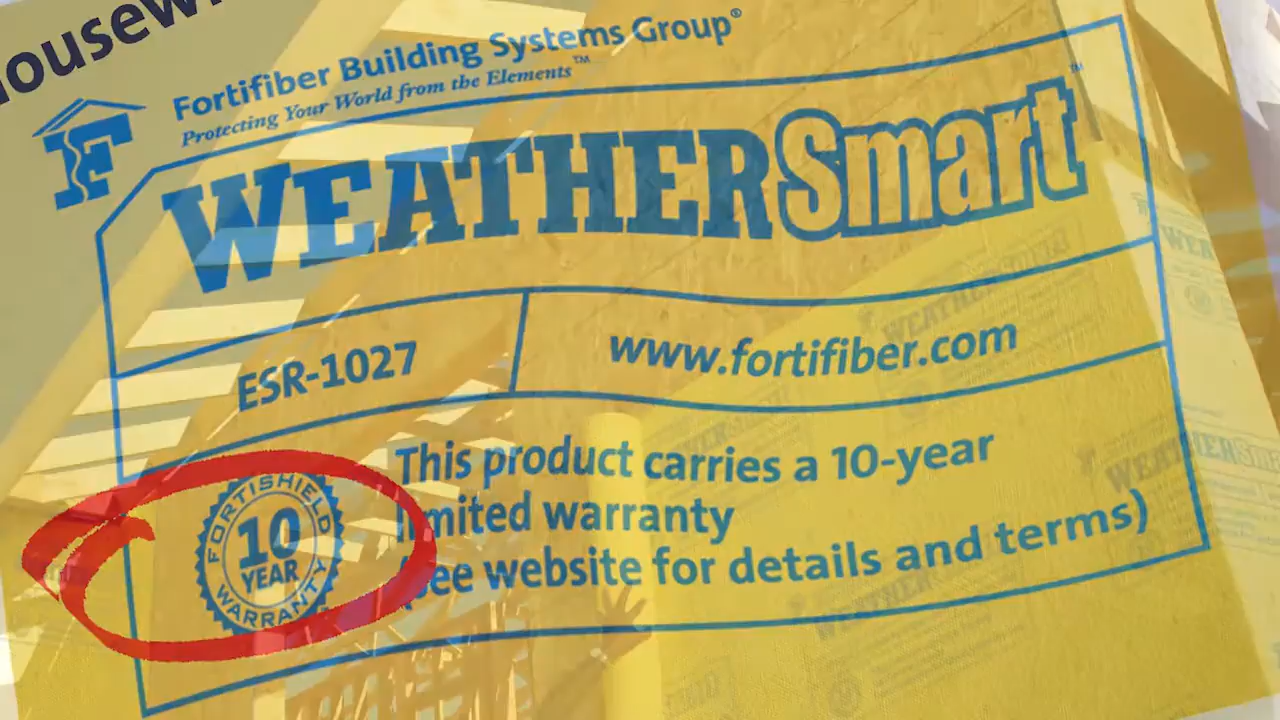 Fortifiber Building Systems Group®
Protecting Your World from the Elements™
F
WEATHERSmart™
ESR-1027
www.fortifiber.com
FORTISHIELD
10
YEAR
WARRANTY
This product carries a 10-year
limited warranty
(see website for details and terms)